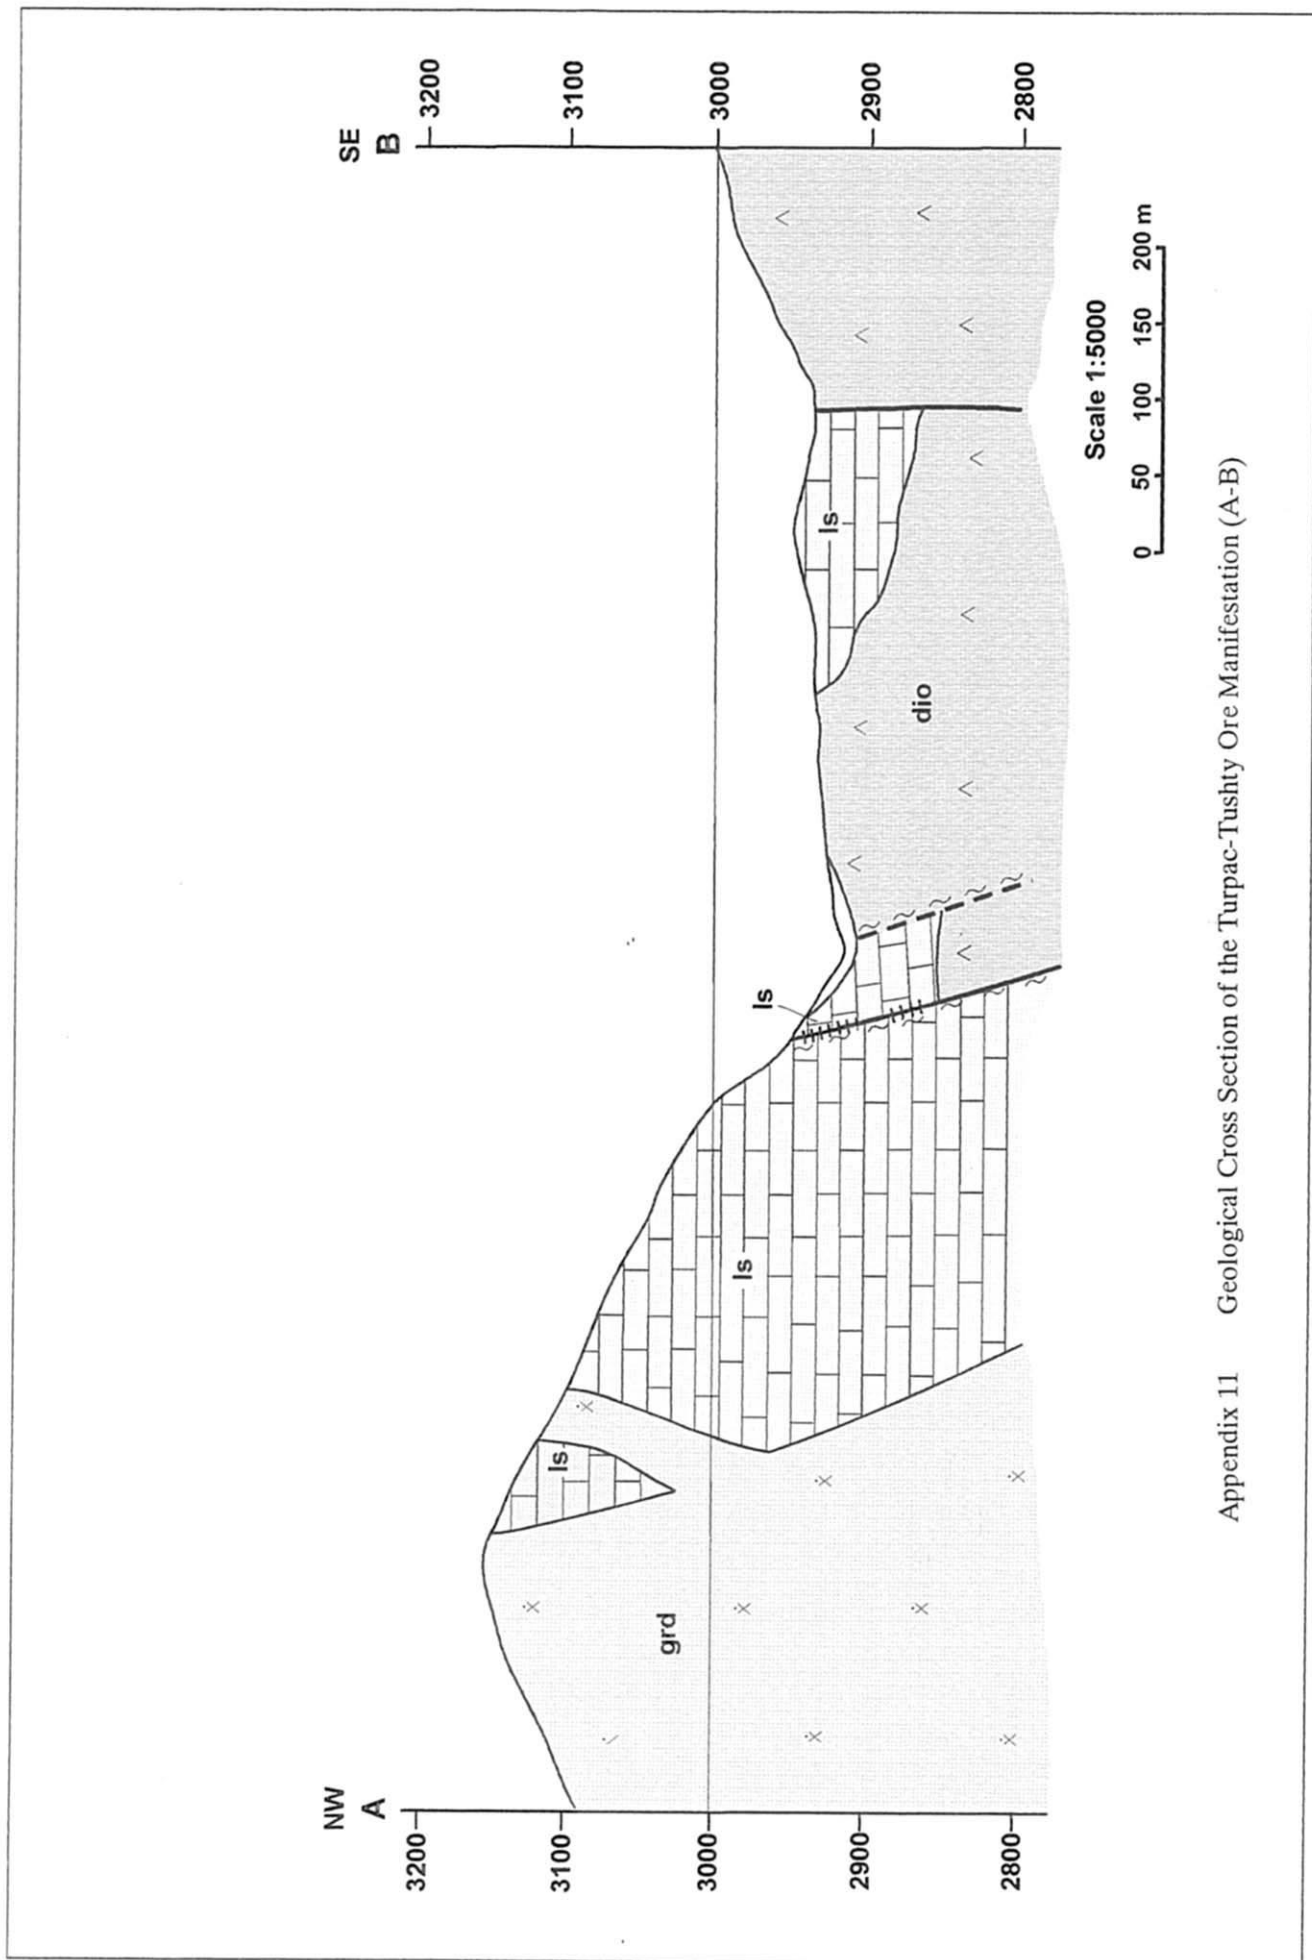 NW
A
SE
B
3200
3100
3000
2900
2800
3200
3100
3000
2900
2800
ls
grd
ls
ls
ls
dio
Scale 1:5000
0 50 100 150 200 m
Appendix 11 Geological Cross Section of the Turpac-Tushty Ore Manifestation (A-B)